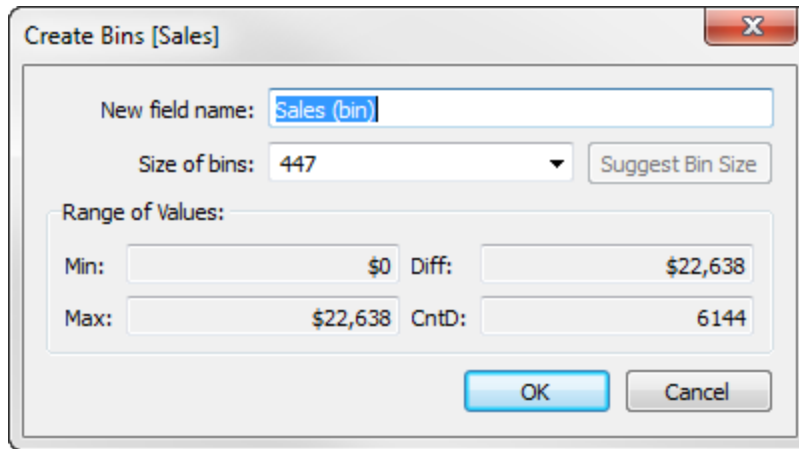 Create Bins [Sales]
New field name: Sales (bin)
Size of bins: 447 Suggest Bin Size
Range of Values:
Min: $0 Diff: $22,638
Max: $22,638 CntD: 6144
OK Cancel